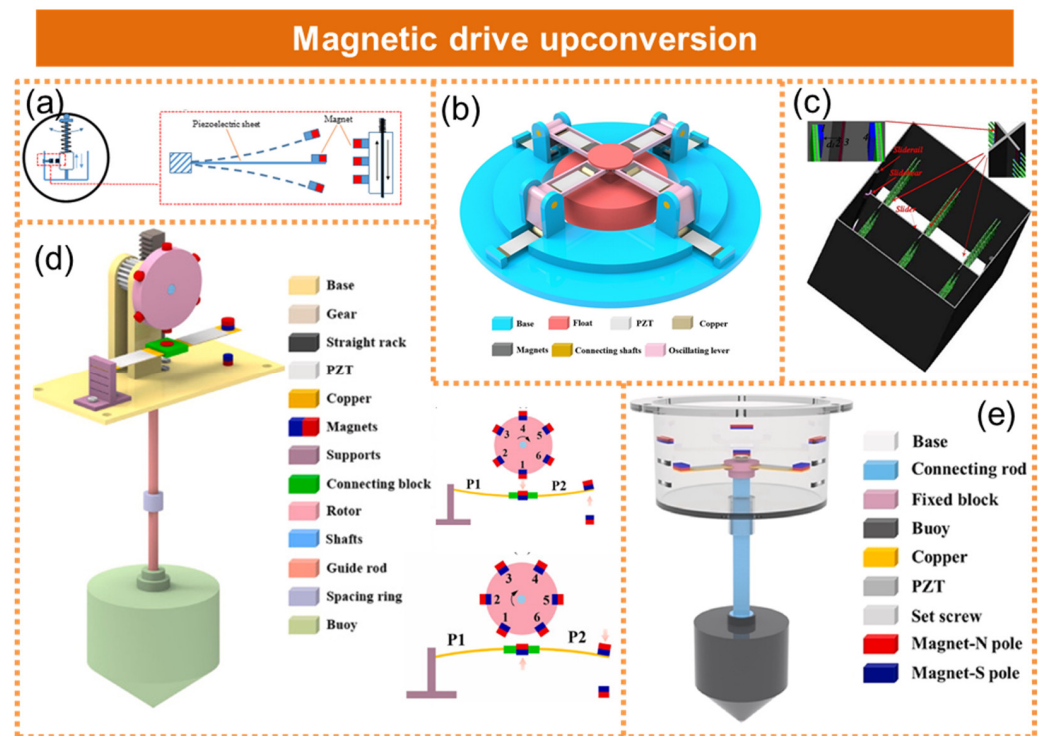 Magnetic drive upconversion
(a)
Piezoelectric sheet
Magnet
(b)
Base
Float
PZT
Copper
Magnets
Connecting shafts
Oscillating lever
(c)
Slider
(d)
Base
Gear
Straight rack
PZT
Copper
Magnets
Supports
Connecting block
Rotor
Shafts
Guide rod
Spacing ring
Buoy
4
3
5
2
6
1
P1
P2
3
4
2
5
1
6
P1
P2
(e)
Base
Connecting rod
Fixed block
Buoy
Copper
PZT
Set screw
Magnet-N pole
Magnet-S pole